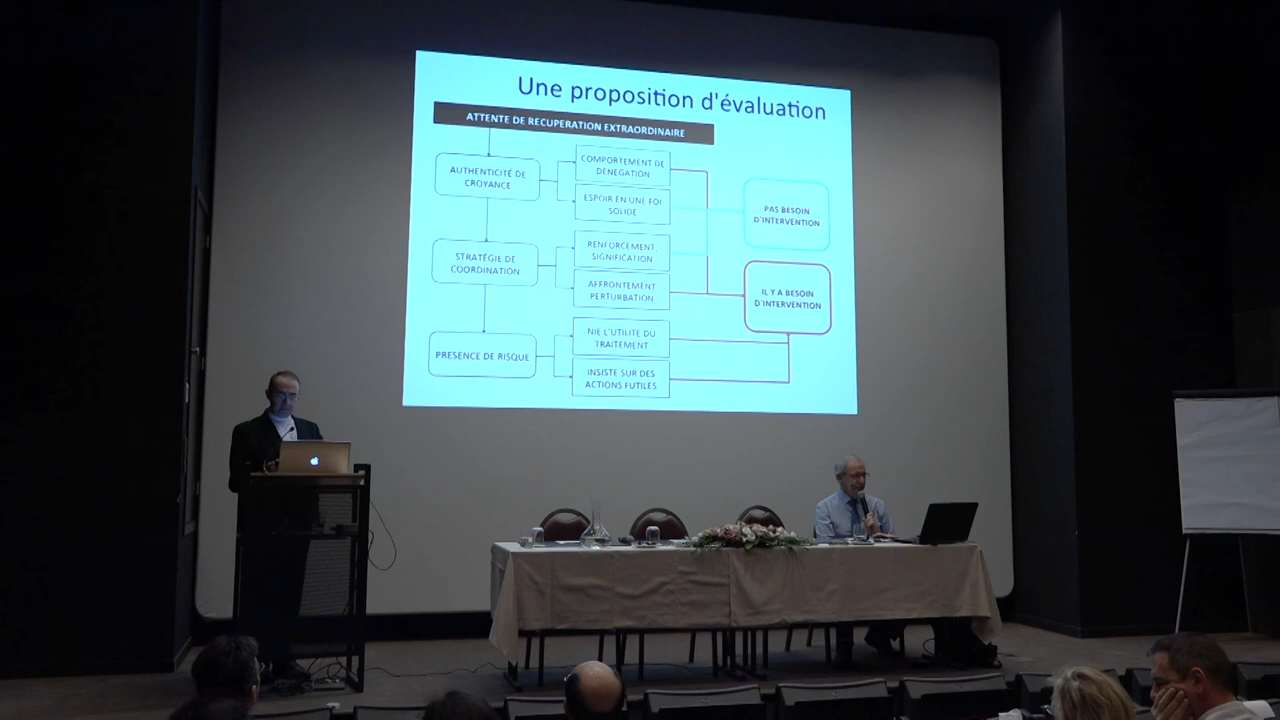 Une proposition d'évaluation
ATTENTE DE RECUPERATION EXTRAORDINAIRE
AUTHENTICITÉ DE
CROYANCE
COMPORTEMENT DE
DENEGATION
ESPOIR EN UNE FOI
SOLIDE
PAS BESOIN
D'INTERVENTION
STRATÉGIE DE
COORDINATION
RENFORCEMENT,
SIGNIFICATION
AFFRONTEMENT
PERTURBATION
IL Y A BESOIN
D'INTERVENTION
PRESENCE DE RISQUE
NIE L'UTILITE DU
TRAITEMENT
INSISTE SUR DES
ACTIONS FUTILES